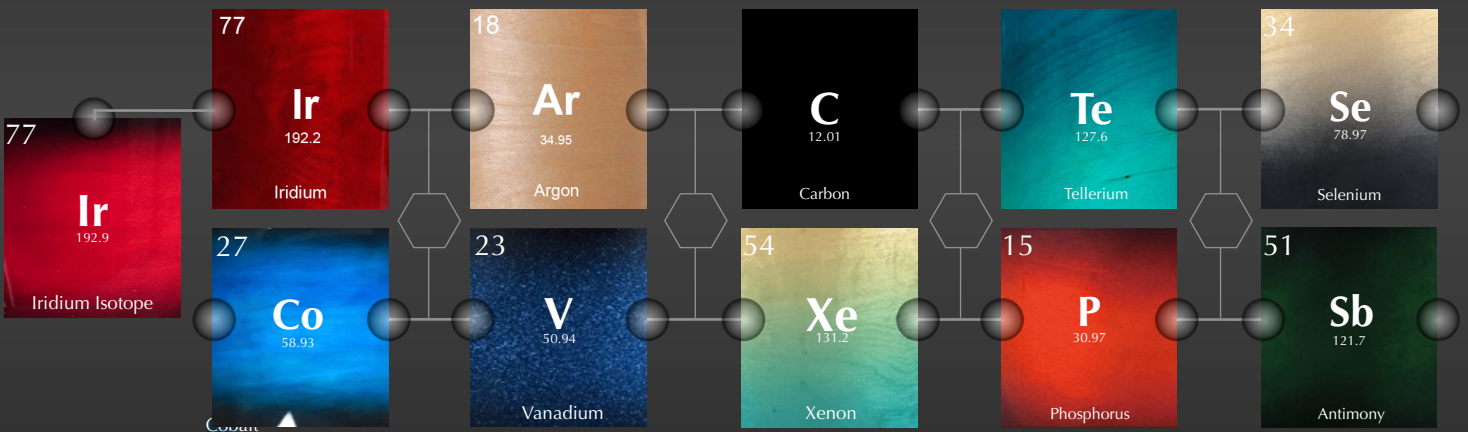 77
Ir
192.9
Iridium Isotope
77
Ir
192.2
Iridium
18
Ar
34.95
Argon
C
12.01
Carbon
Te
127.6
Tellerium
34
Se
78.97
Selenium
27
Co
58.93
Cobalt
23
V
50.94
Vanadium
54
Xe
131.2
Xenon
15
P
30.97
Phosphorus
51
Sb
121.7
Antimony